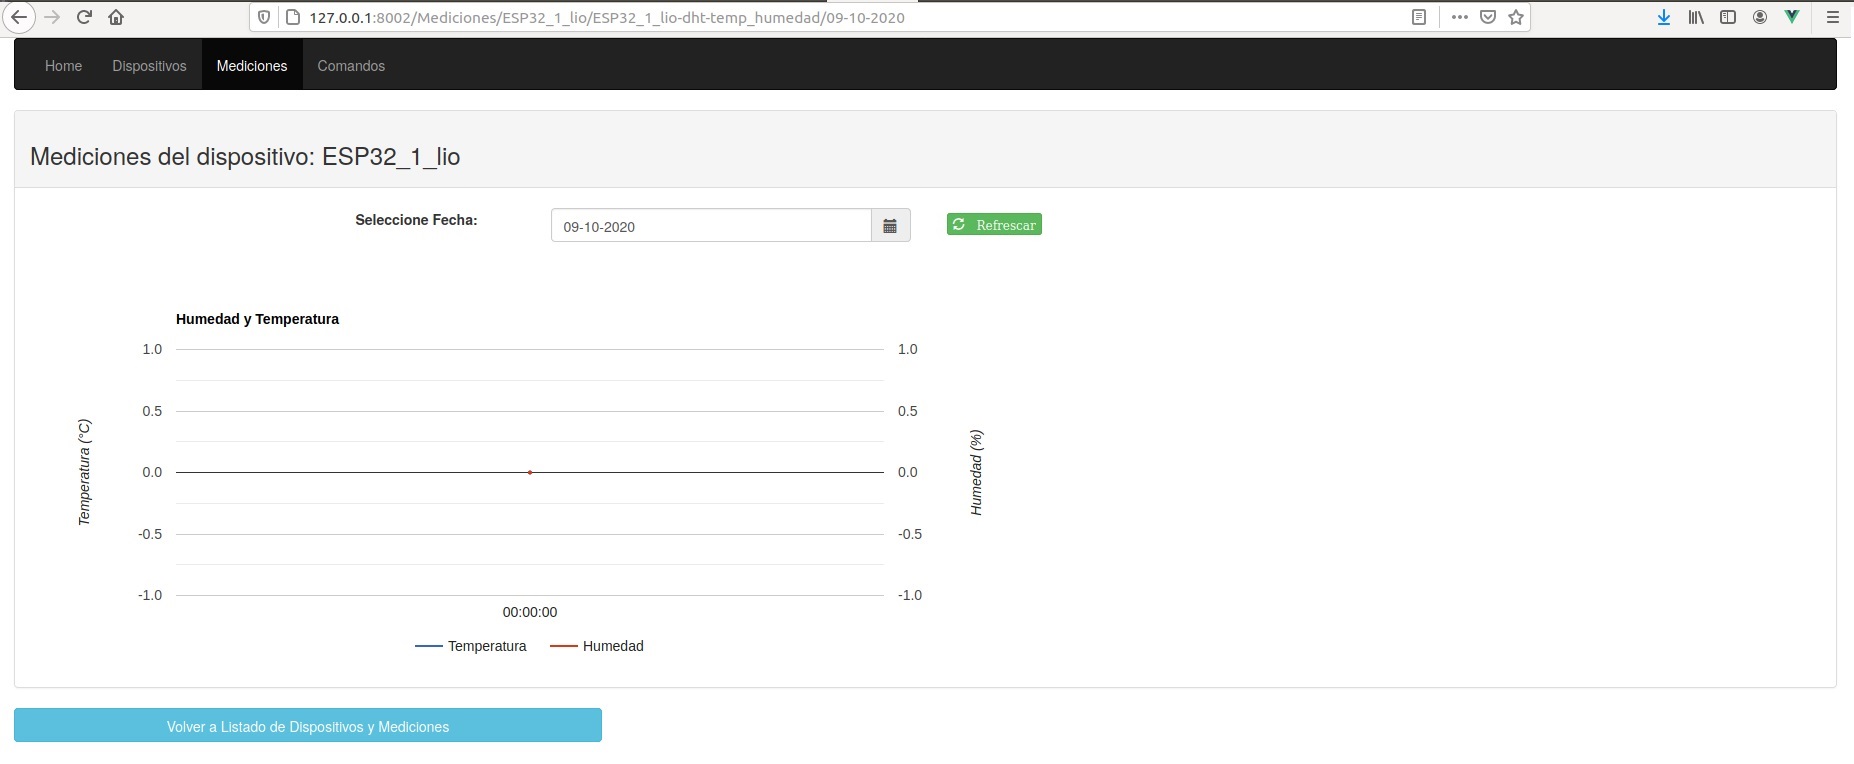 127.0.0.1:8002/Mediciones/ESP32_1_lio/ESP32_1_lio-dht-temp_humedad/09-10-2020
Home Dispositivos Mediciones Comandos
Mediciones del dispositivo: ESP32_1_lio
Seleccione Fecha: 09-10-2020 Refrescar
Humedad y Temperatura
1.0 1.0
0.5 0.5
0.0 0.0
-0.5 -0.5
-1.0 -1.0
Temperatura (°C)
Humedad (%)
00:00:00
Temperatura Humedad
Volver a Listado de Dispositivos y Mediciones